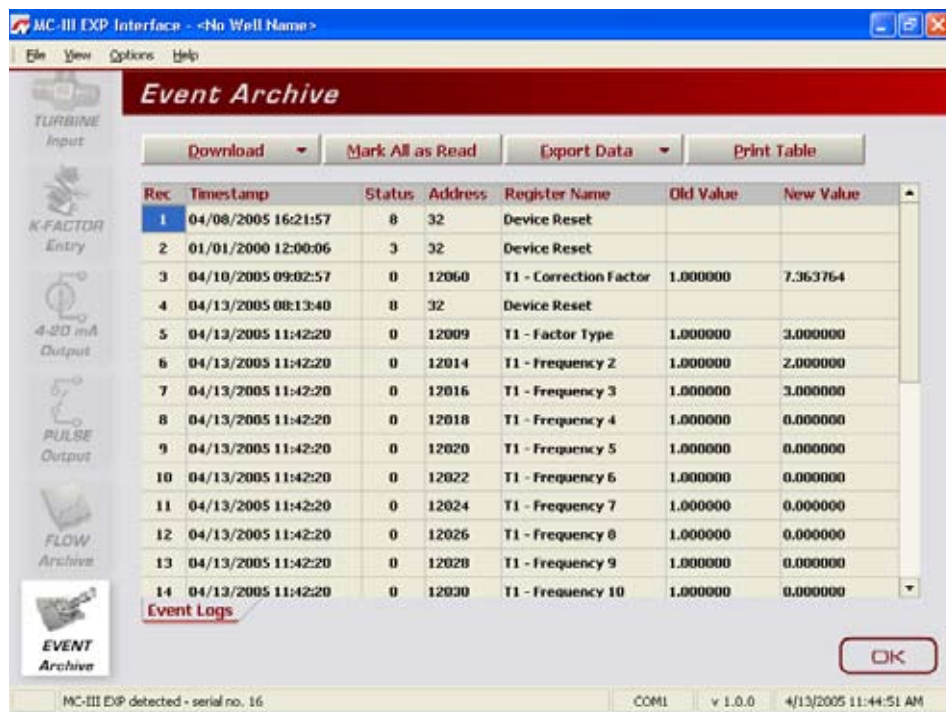 MC-III EXP Interface - <No Well Name>
File View Options Help
Event Archive
TURBINE
Input
K-FACTOR
Entry
4-20 mA
Output
PULSE
Output
FLOW
Archive
EVENT
Archive
Download Mark All as Read Export Data Print Table
Rec Timestamp Status Address Register Name Old Value New Value
1 04/08/2005 16:21:57 8 32 Device Reset
2 01/01/2000 12:00:06 3 32 Device Reset
3 04/10/2005 09:02:57 0 12060 T1 - Correction Factor 1.000000 7.363764
4 04/13/2005 08:13:40 8 32 Device Reset
5 04/13/2005 11:42:20 0 12009 T1 - Factor Type 1.000000 3.000000
6 04/13/2005 11:42:20 0 12014 T1 - Frequency 2 1.000000 2.000000
7 04/13/2005 11:42:20 0 12016 T1 - Frequency 3 1.000000 3.000000
8 04/13/2005 11:42:20 0 12018 T1 - Frequency 4 1.000000 0.000000
9 04/13/2005 11:42:20 0 12020 T1 - Frequency 5 1.000000 0.000000
10 04/13/2005 11:42:20 0 12022 T1 - Frequency 6 1.000000 0.000000
11 04/13/2005 11:42:20 0 12024 T1 - Frequency 7 1.000000 0.000000
12 04/13/2005 11:42:20 0 12026 T1 - Frequency 8 1.000000 0.000000
13 04/13/2005 11:42:20 0 12028 T1 - Frequency 9 1.000000 0.000000
14 04/13/2005 11:42:20 0 12030 T1 - Frequency 10 1.000000 0.000000
Event Logs
OK
MC-III EXP detected - serial no. 16 COM1 v 1.0.0 4/13/2005 11:44:51 AM